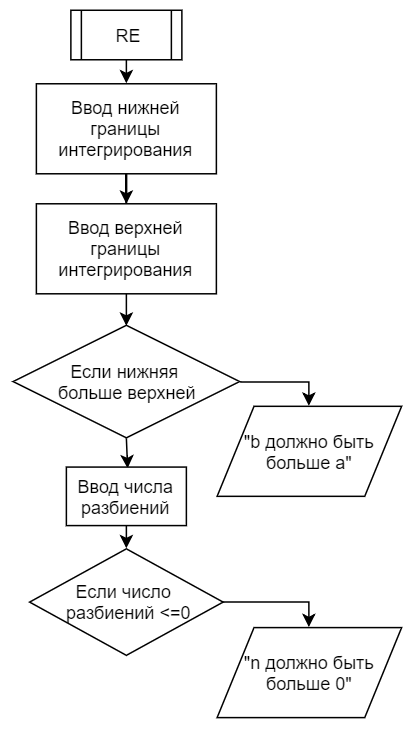 RE
Ввод нижней
границы
интегрирования
Ввод верхней
границы
интегрирования
Если нижняя
больше верхней
"b должно быть
больше a"
Ввод числа
разбиений
Если число
разбиений <=0
"n должно быть
больше 0"